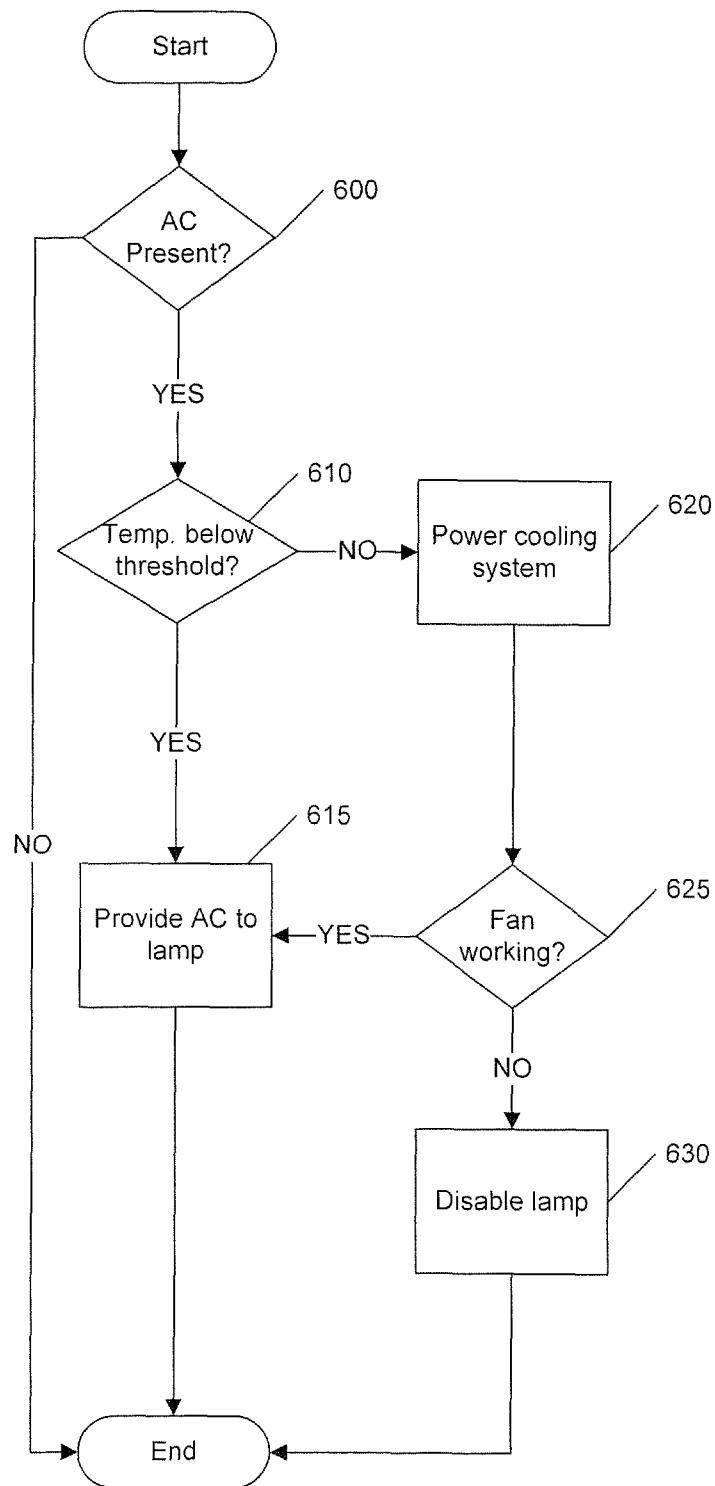 Start
600
AC
Present?
YES
610
Temp. below
threshold?
NO
620
Power cooling
system
YES
615
NO
Provide AC to
lamp
YES
625
Fan
working?
NO
630
Disable lamp
End